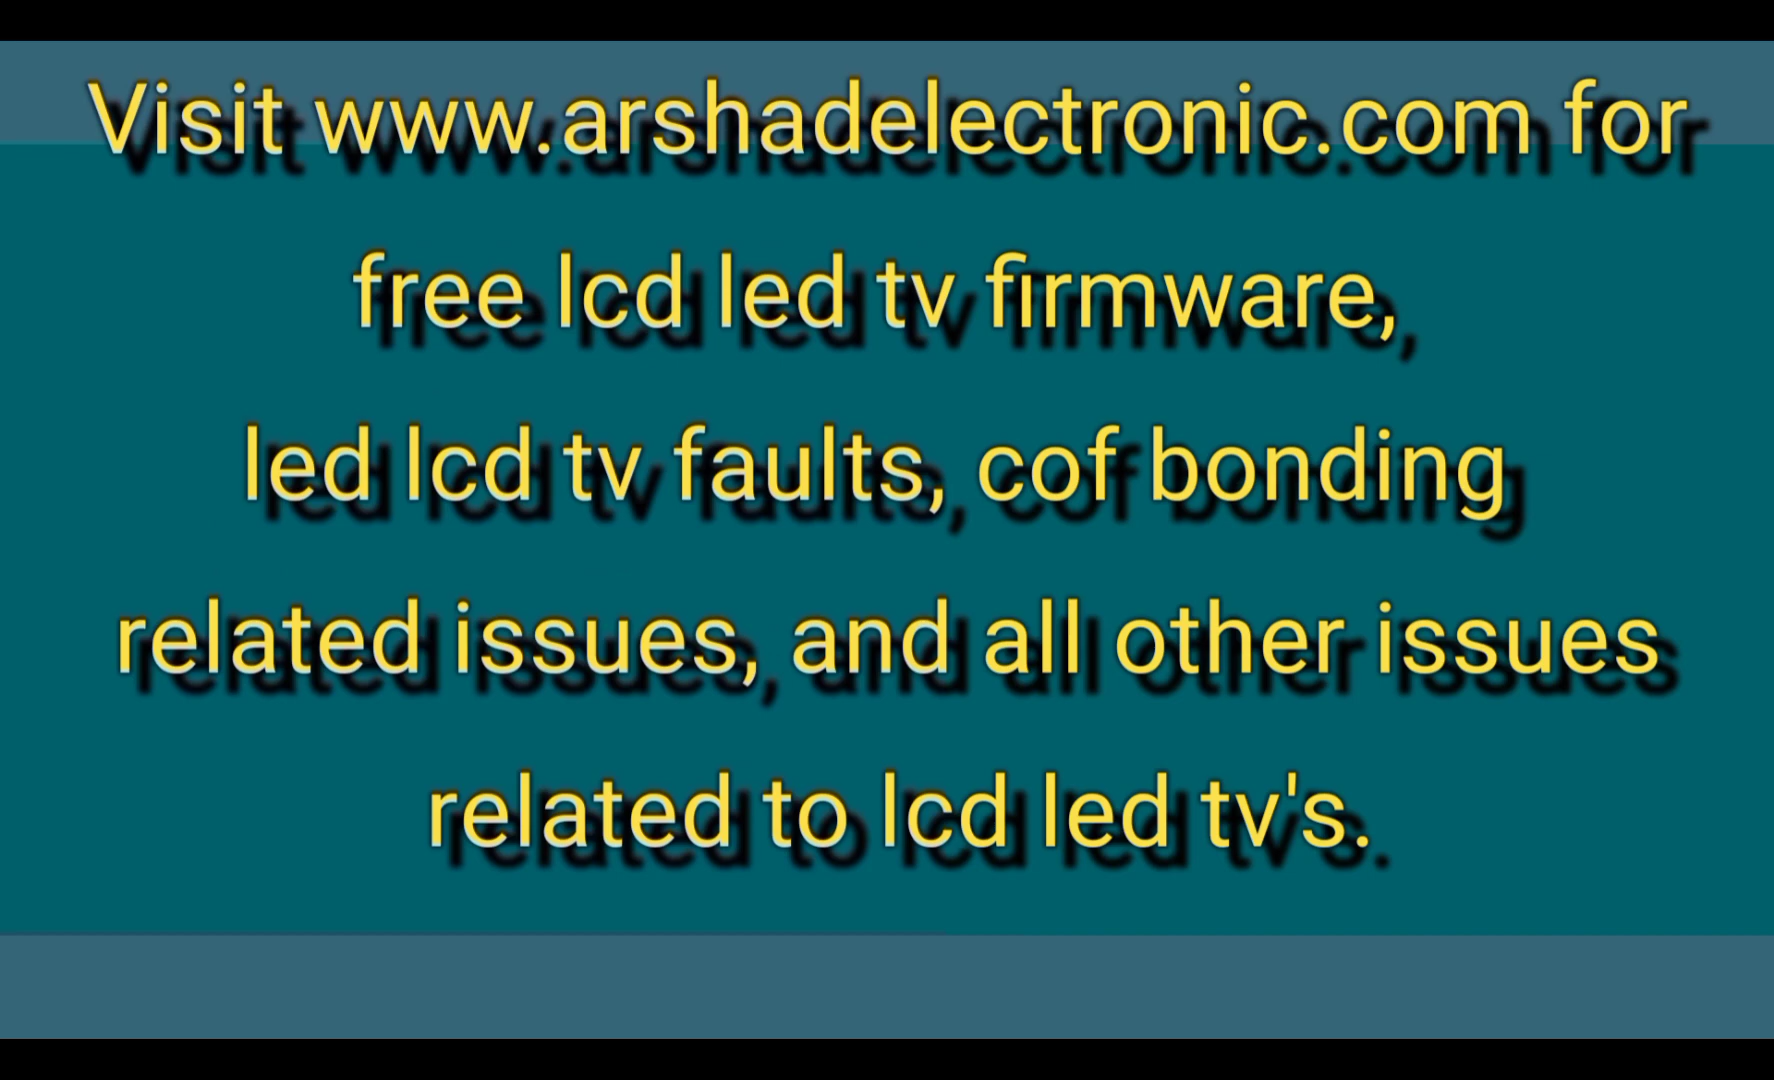 Visit www.arshadelectronic.com for
free lcd led tv firmware,
led lcd tv faults, cof bonding
related issues, and all other issues
related to lcd led tv's.